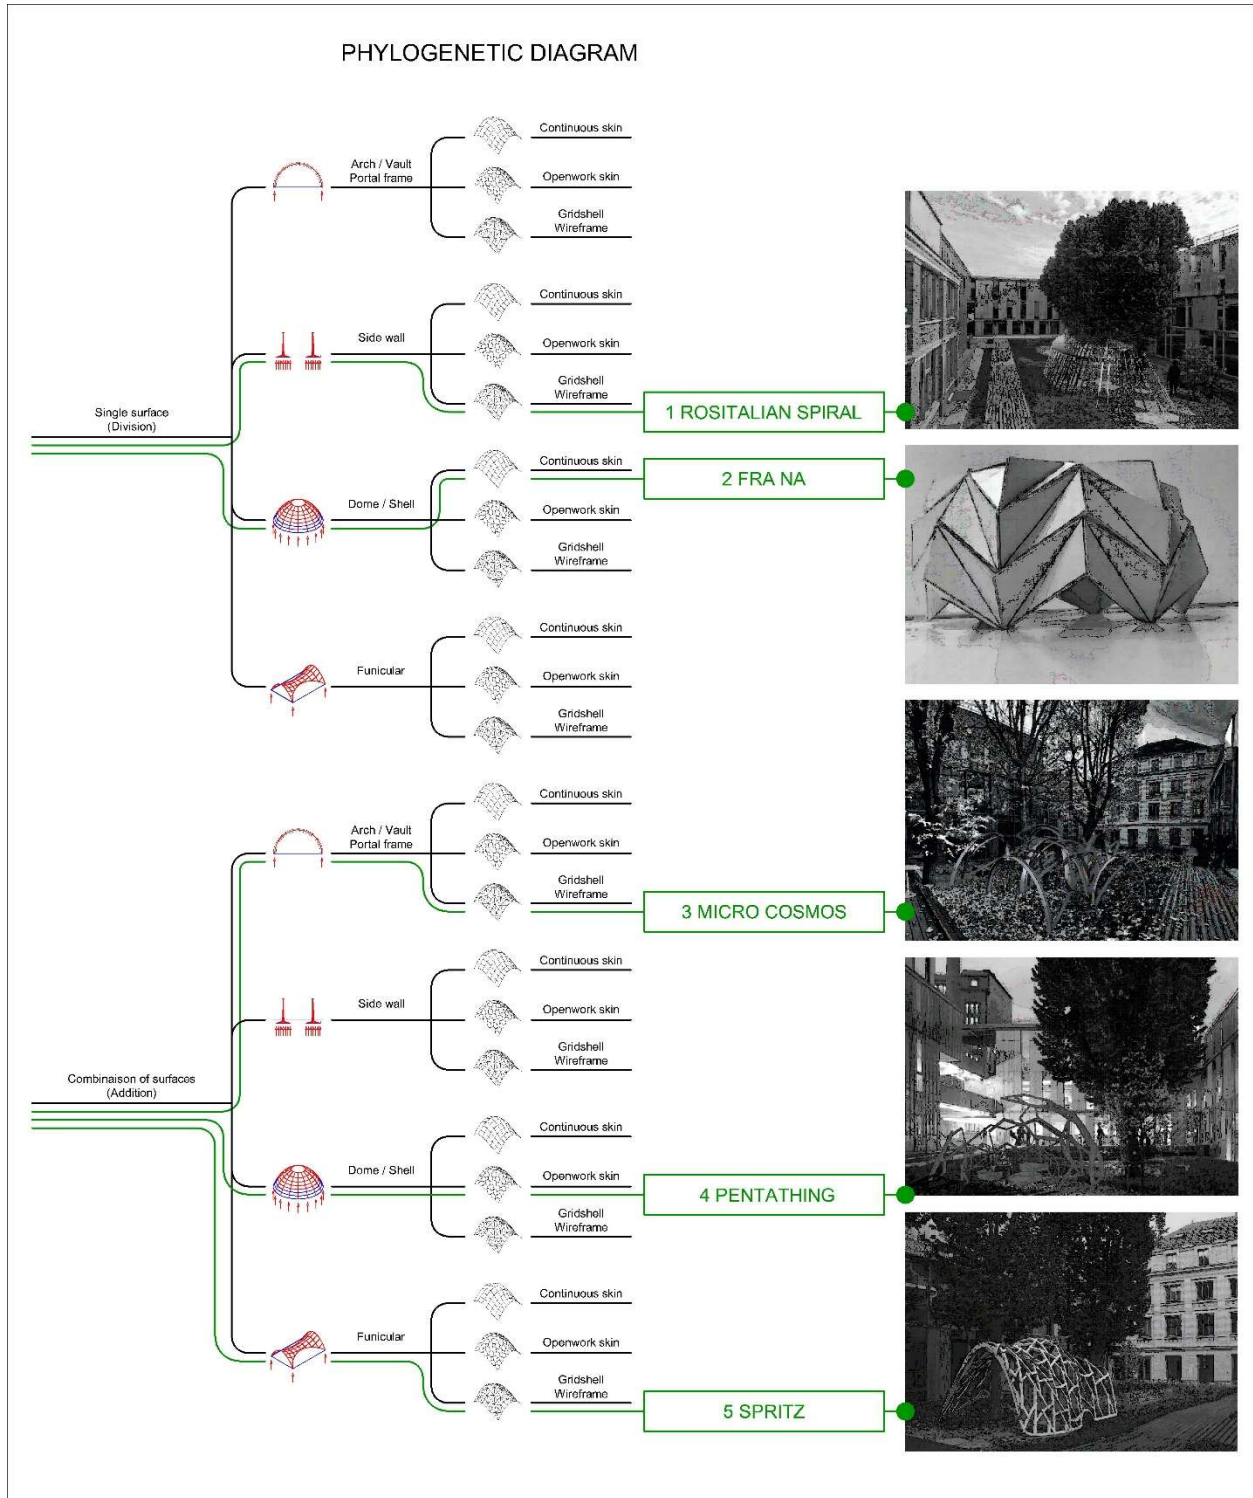 PHYLOGENETIC DIAGRAM
Single surface
(Division)
Arch / Vault
Portal frame
Continuous skin
Openwork skin
Gridshell
Wireframe
Side wall
Continuous skin
Openwork skin
Gridshell
Wireframe
1 ROSITALIAN SPIRAL
Dome / Shell
Continuous skin
2 FRA NA
Openwork skin
Gridshell
Wireframe
Funicular
Continuous skin
Openwork skin
Gridshell
Wireframe
Combinaison of surfaces
(Addition)
Arch / Vault
Portal frame
Continuous skin
Openwork skin
Gridshell
Wireframe
3 MICRO COSMOS
Side wall
Continuous skin
Openwork skin
Gridshell
Wireframe
Dome / Shell
Continuous skin
Openwork skin
4 PENTATHING
Gridshell
Wireframe
Funicular
Continuous skin
Openwork skin
Gridshell
Wireframe
5 SPRITZ